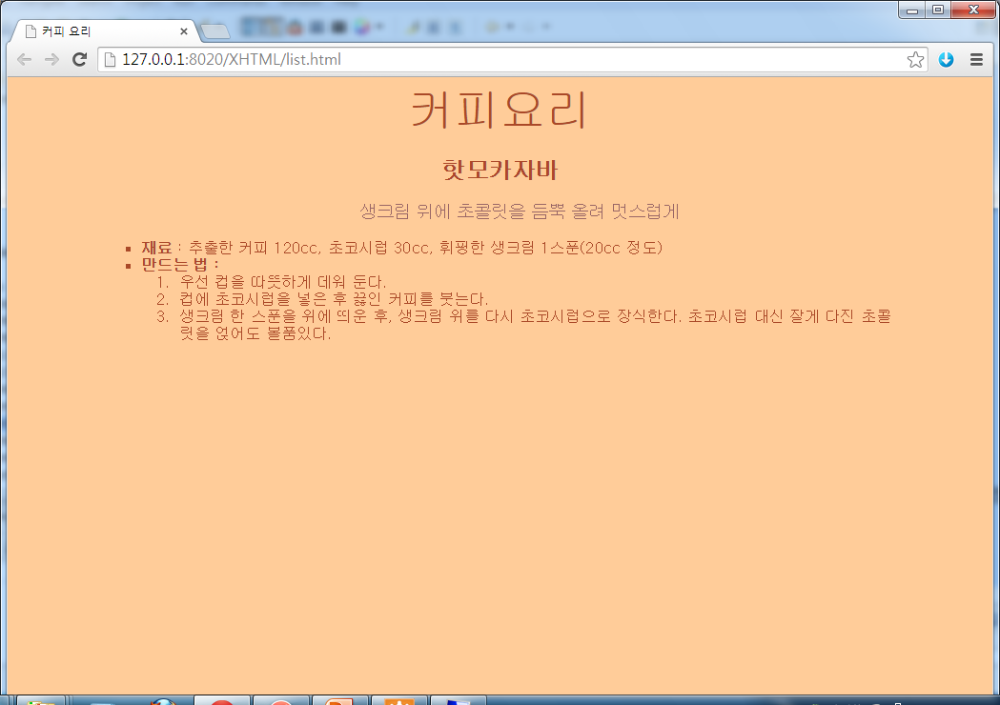 커피 요리
127.0.0.1:8020/XHTML/list.html
커피요리
핫모카자바
생크림 위에 초콜릿을 듬뿍 올려 멋스럽게
▪ 재료 : 추출한 커피 120cc, 초코시럽 30cc, 휘핑한 생크림 1스푼(20cc 정도)
▪ 만드는 법 :
1. 우선 컵을 따뜻하게 데워 둔다.
2. 컵에 초코시럽을 넣은 후 끓인 커피를 붓는다.
3. 생크림 한 스푼을 위에 띄운 후, 생크림 위를 다시 초코시럽으로 장식한다. 초코시럽 대신 잘게 다진 초콜
릿을 얹어도 볼품있다.